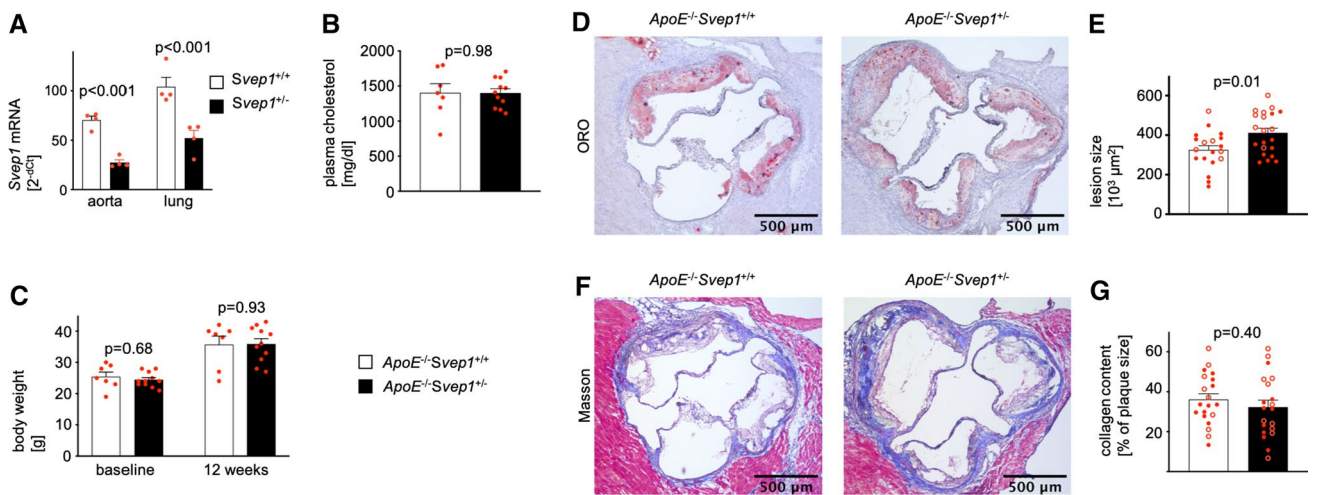 A
Svep1 mRNA
[2⁻ᵈᶜᵗ]
100
50
0
p<0.001
p<0.001
aorta
lung
Svep1+/+
Svep1+/-
B
plasma cholesterol
[mg/dl]
2000
1500
1000
500
0
p=0.98
C
body weight
[g]
40
30
20
10
0
p=0.68
p=0.93
baseline
12 weeks
ApoE-/-Svep1+/+
ApoE-/-Svep1+/-
D
ApoE-/-Svep1+/+
ApoE-/-Svep1+/-
ORO
500 µm
500 µm
E
lesion size
[10³ µm²]
600
400
200
0
p=0.01
F
ApoE-/-Svep1+/+
ApoE-/-Svep1+/-
Masson
500 µm
500 µm
G
collagen content
[% of plaque size]
60
40
20
p=0.40